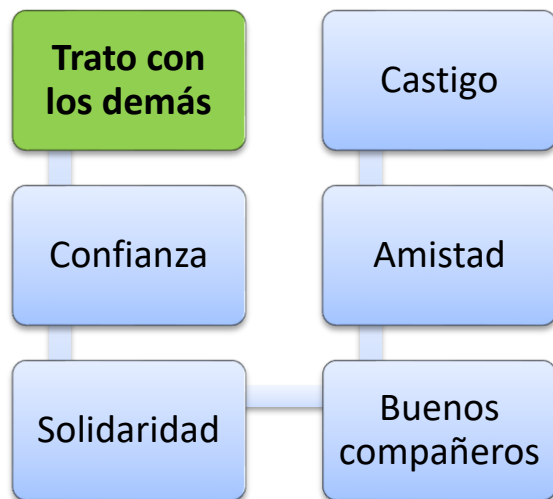 Trato con
los demás
Confianza
Solidaridad
Buenos
compañeros
Amistad
Castigo